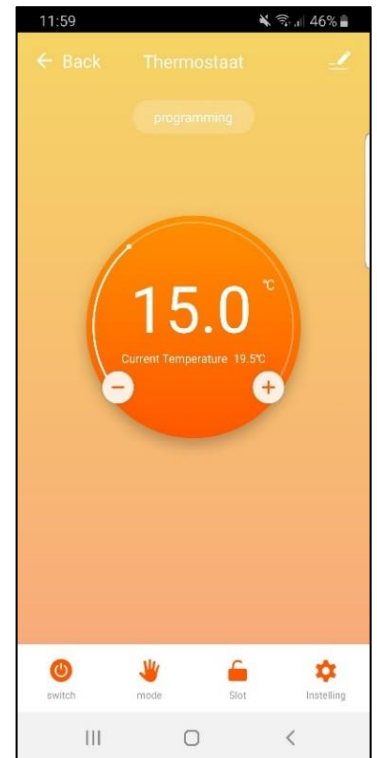 11:59 46%
← Back Thermostaat
programming
15.0 °C
Current Temperature 19.5℃
− +
switch mode Slot Instelling